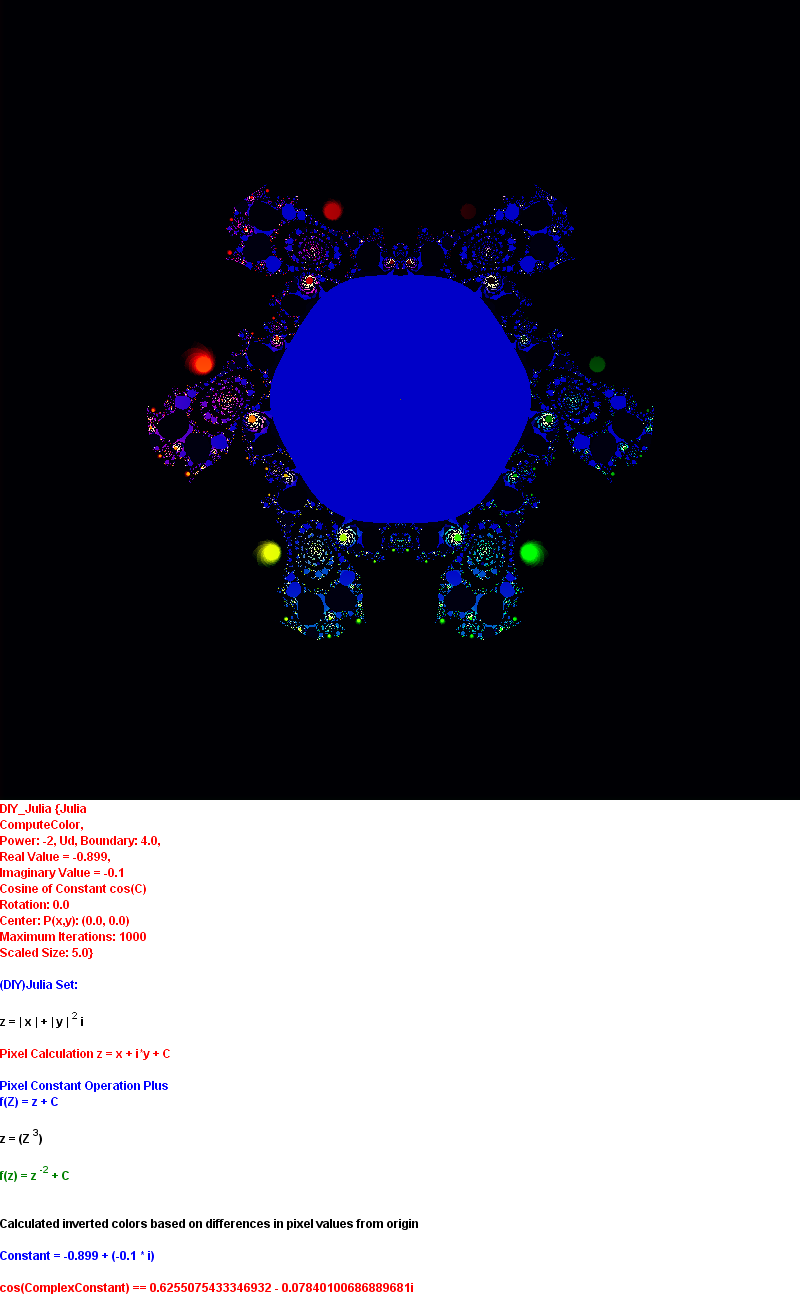 DIY_Julia {Julia
ComputeColor,
Power: -2, Ud, Boundary: 4.0,
Real Value = -0.899,
Imaginary Value = -0.1
Cosine of Constant cos(C)
Rotation: 0.0
Center: P(x,y): (0.0, 0.0)
Maximum Iterations: 1000
Scaled Size: 5.0}
(DIY)Julia Set:
z = | x | + | y | ² i
Pixel Calculation z = x + i*y + C
Pixel Constant Operation Plus
f(Z) = z + C
z = (Z ³)
f(z) = z ⁻² + C
Calculated inverted colors based on differences in pixel values from origin
Constant = -0.899 + (-0.1 * i)
cos(ComplexConstant) == 0.6255075433346932 - 0.07840100686889681i